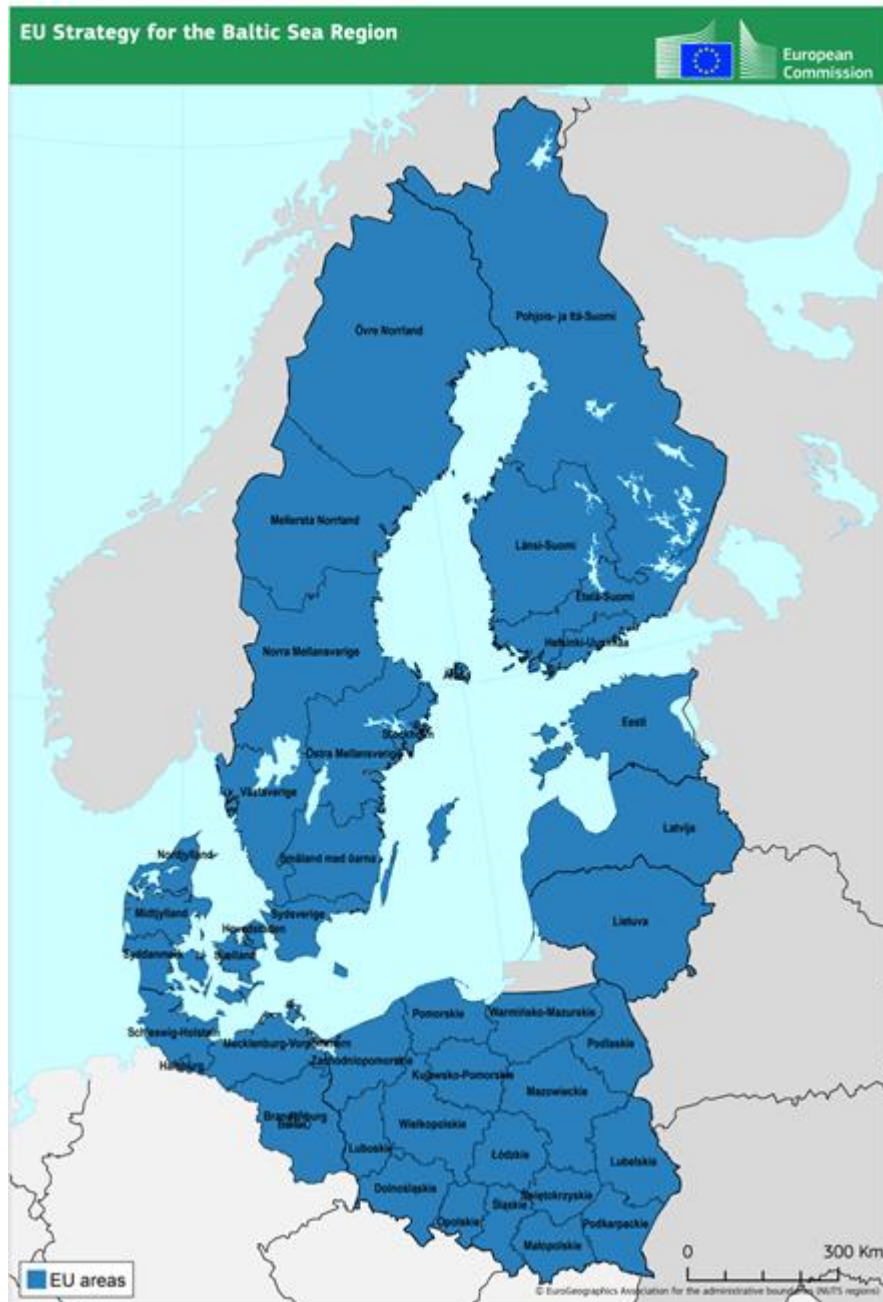 EU Strategy for the Baltic Sea Region
European
Commission
Pohjois- ja Itä-Suomi
Övre Norrland
Mellersta Norrland
Länsi-Suomi
Etelä-Suomi
Helsinki-Uusimaa
Norra Mellansverige
Åland
Stockholm
Eesti
Östra Mellansverige
Västsverige
Latvija
Nordjylland
Småland med öarna
Midtjylland
Sydsverige
Lietuva
Hovedstaden
Syddanmark
Sjælland
Pomorskie
Warmińsko-Mazurskie
Schleswig-Holstein
Mecklenburg-Vorpommern
Podlaskie
Zachodniopomorskie
Hamburg
Kujawsko-Pomorskie
Mazowieckie
Brandenburg
Berlin
Wielkopolskie
Lubuskie
Łódzkie
Lubelskie
Dolnośląskie
Świętokrzyskie
Śląskie
Opolskie
Podkarpackie
Małopolskie
0 300 Km
EU areas
© EuroGeographics Association for the administrative boundaries (NUTS regions)